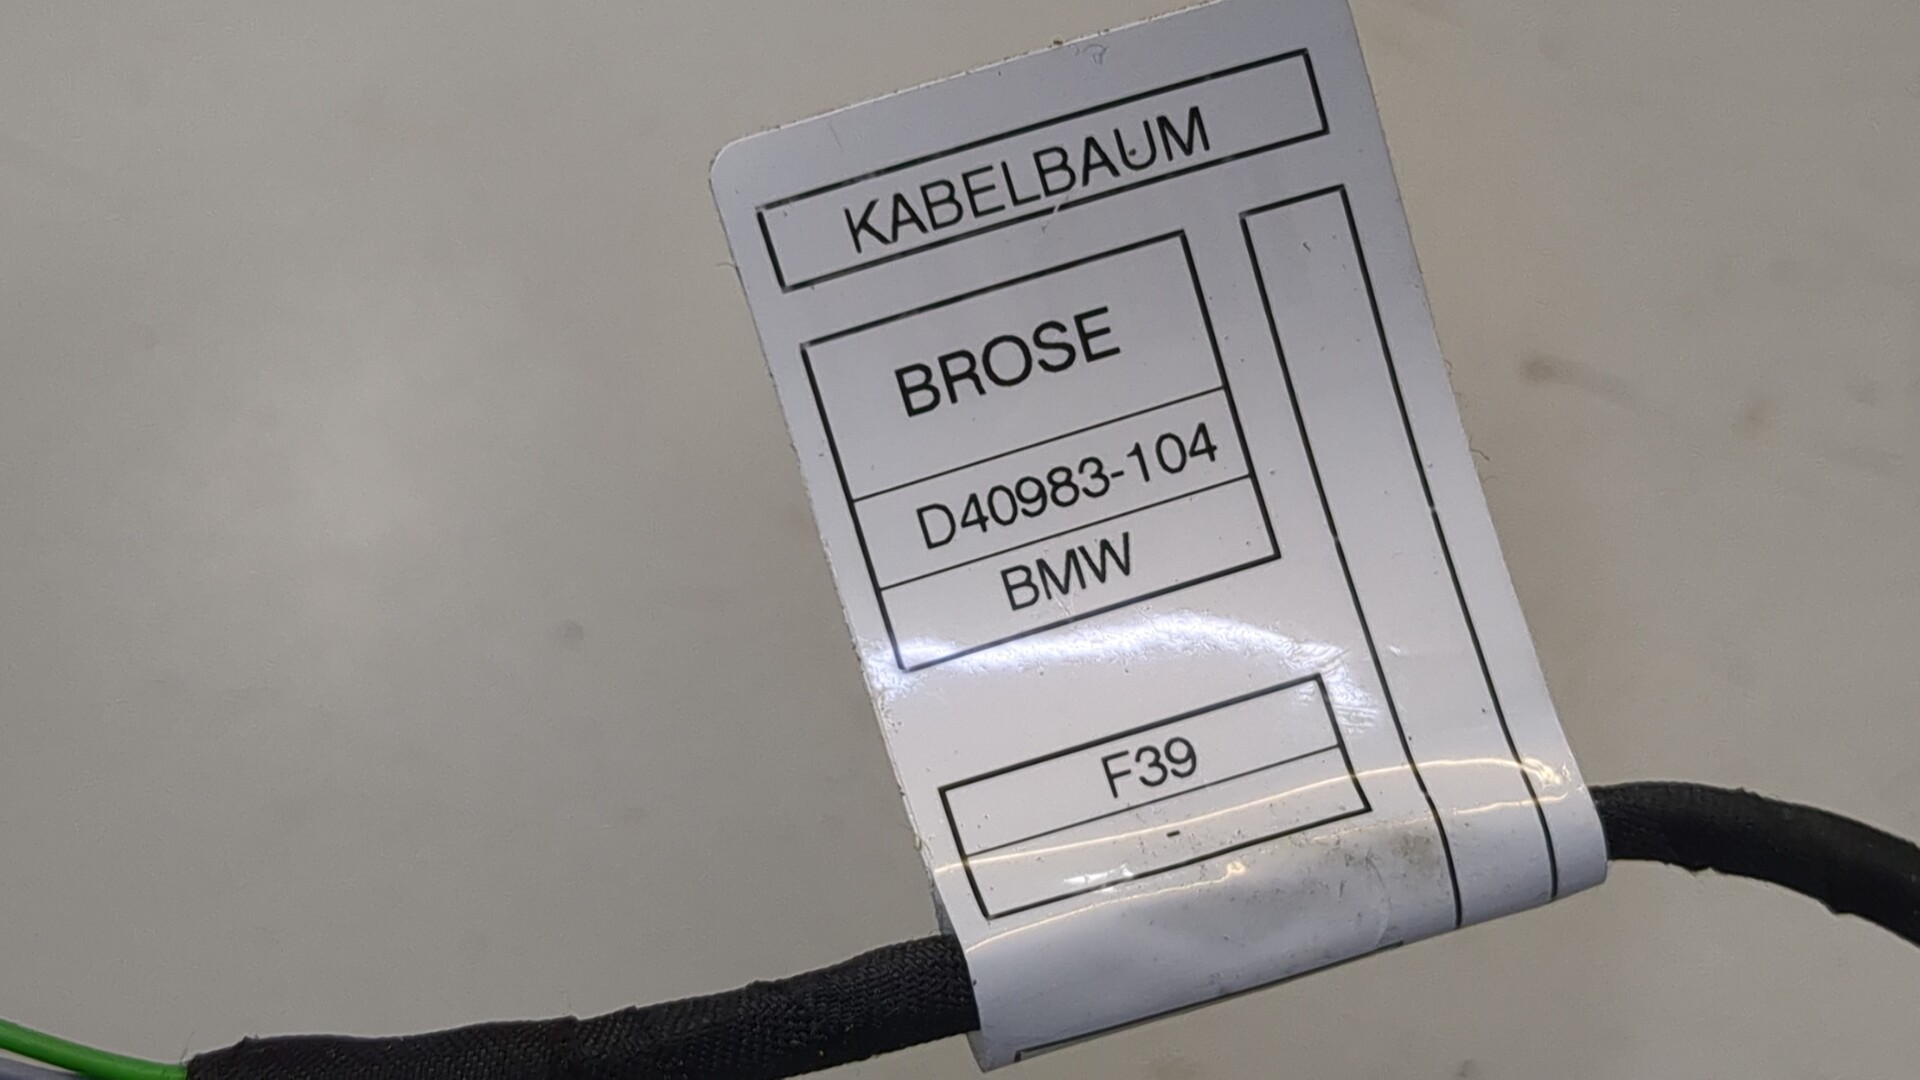 KABELBAUM
BROSE
D40983-104
BMW
F39
-